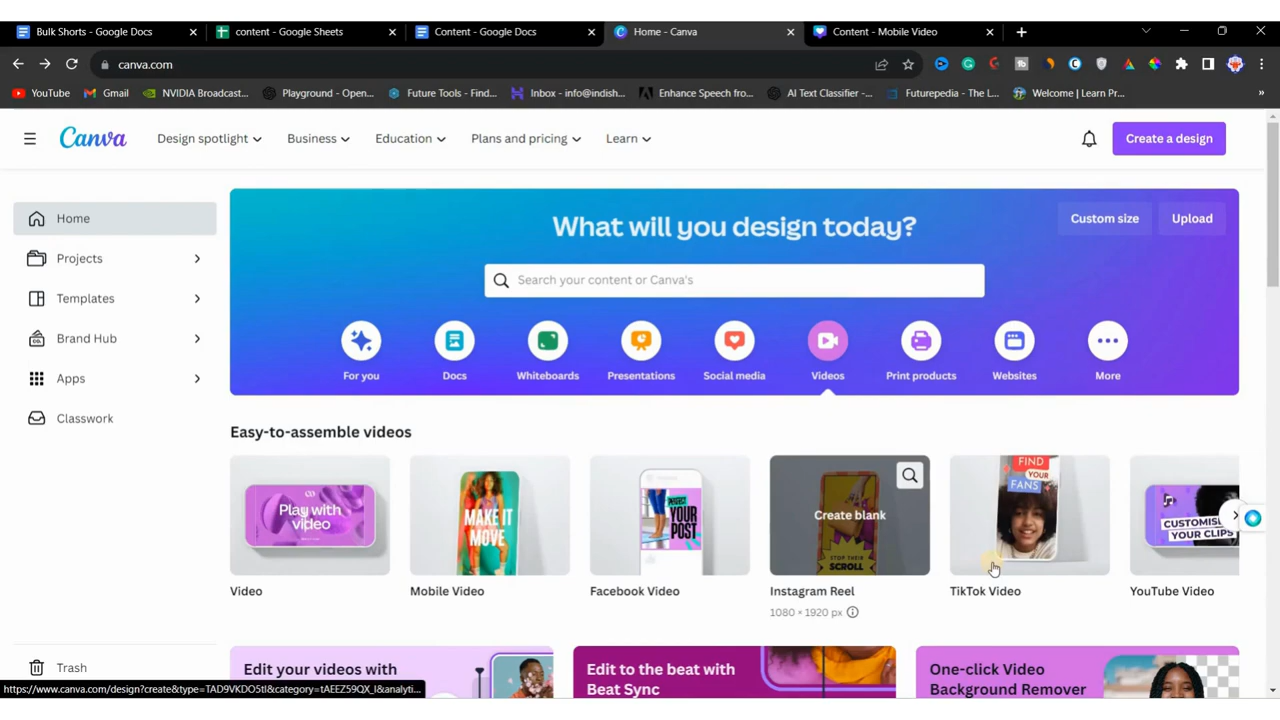 Bulk Shorts - Google Docs
content - Google Sheets
Content - Google Docs
Home - Canva
Content - Mobile Video
canva.com
YouTube
Gmail
NVIDIA Broadcast...
Playground - Open...
Future Tools - Find...
Inbox - info@indish...
Enhance Speech fro...
AI Text Classifier -...
Futurepedia - The L...
Welcome | Learn Pr...
Canva
Design spotlight
Business
Education
Plans and pricing
Learn
Create a design
Home
Projects
Templates
Brand Hub
Apps
Classwork
Trash
What will you design today?
Custom size
Upload
Search your content or Canva's
For you
Docs
Whiteboards
Presentations
Social media
Videos
Print products
Websites
More
Easy-to-assemble videos
Play with
video
MAKE IT
MOVE
PERFECT
YOUR
POST
Create blank
STOP THEIR
SCROLL
FIND
YOUR
FANS
CUSTOMISE
YOUR CLIPS
Video
Mobile Video
Facebook Video
Instagram Reel
1080 × 1920 px
TikTok Video
YouTube Video
Edit your videos with
Edit to the beat with
Beat Sync
One-click Video
Background Remover
https://www.canva.com/design?create&type=TAD9VKDO5tI&category=tAEEZ59QX_I&analyti...